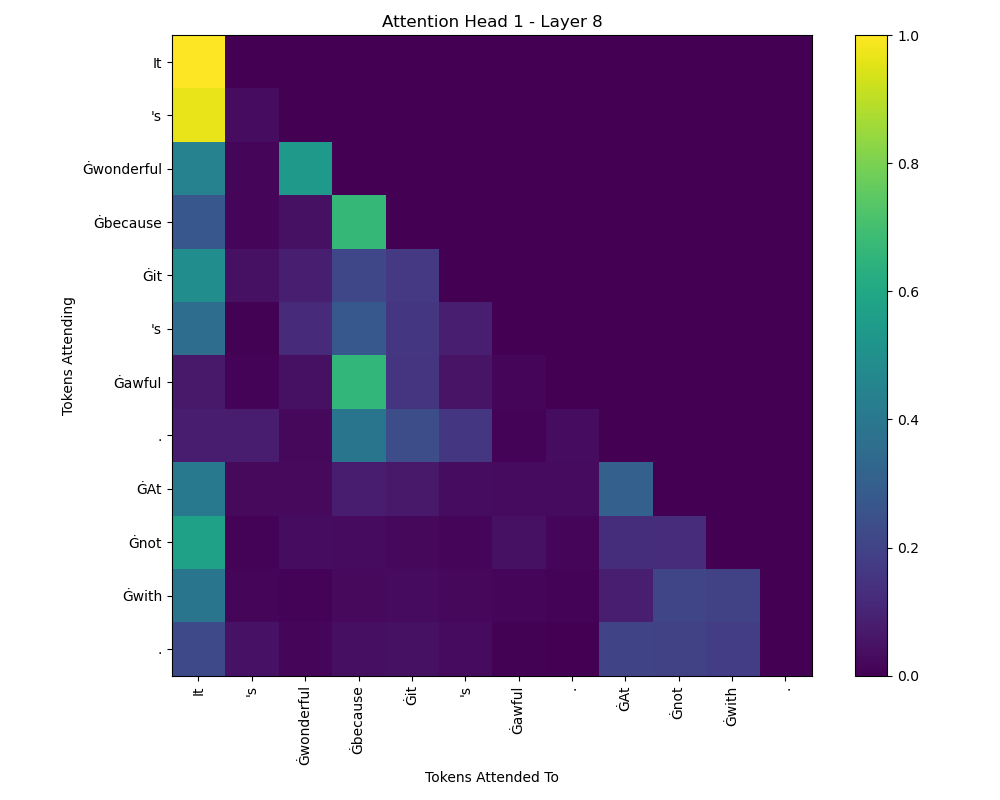 Attention Head 1 - Layer 8
It
's
Ġwonderful
Ġbecause
Ġit
's
Ġawful
.
ĠAt
Ġnot
Ġwith
.
Tokens Attending
It
's
Ġwonderful
Ġbecause
Ġit
's
Ġawful
.
ĠAt
Ġnot
Ġwith
.
Tokens Attended To
1.0
0.8
0.6
0.4
0.2
0.0